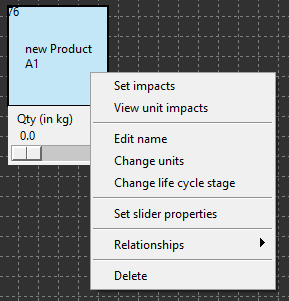 76
new Product
A1
Qty (in kg)
0.0
Set impacts
View unit impacts
Edit name
Change units
Change life cycle stage
Set slider properties
Relationships
Delete